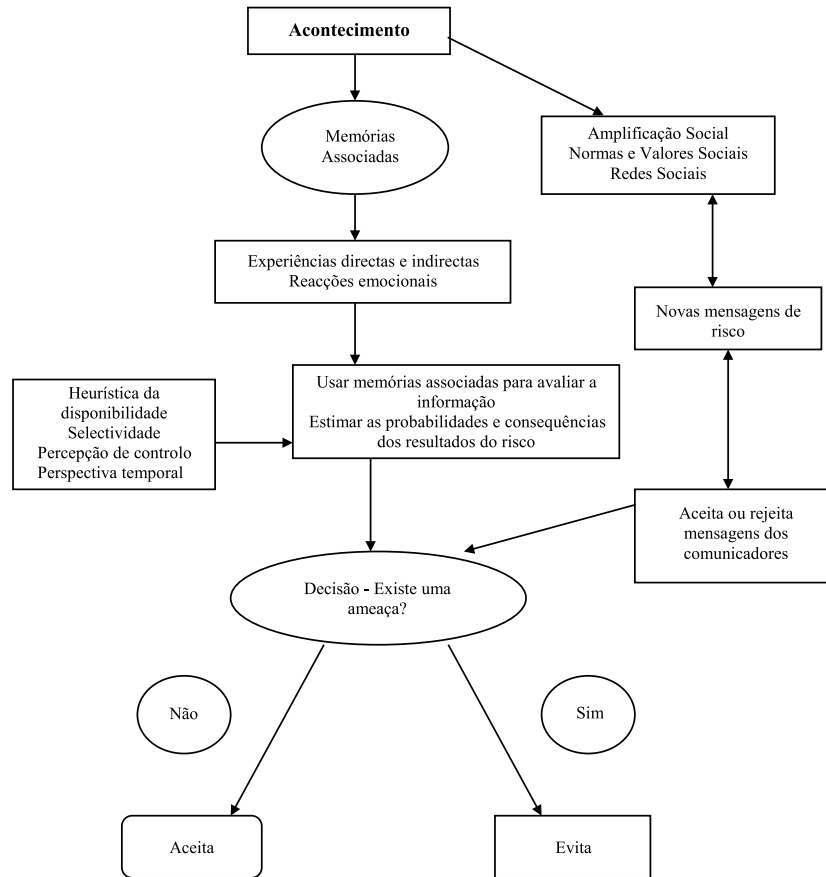 Acontecimento
Memórias
Associadas
Amplificação Social
Normas e Valores Sociais
Redes Sociais
Experiências directas e indirectas
Reacções emocionais
Novas mensagens de
risco
Heurística da
disponibilidade
Selectividade
Percepção de controlo
Perspectiva temporal
Usar memórias associadas para avaliar a
informação
Estimar as probabilidades e consequências
dos resultados do risco
Aceita ou rejeita
mensagens dos
comunicadores
Decisão - Existe uma
ameaça?
Não
Sim
Aceita
Evita